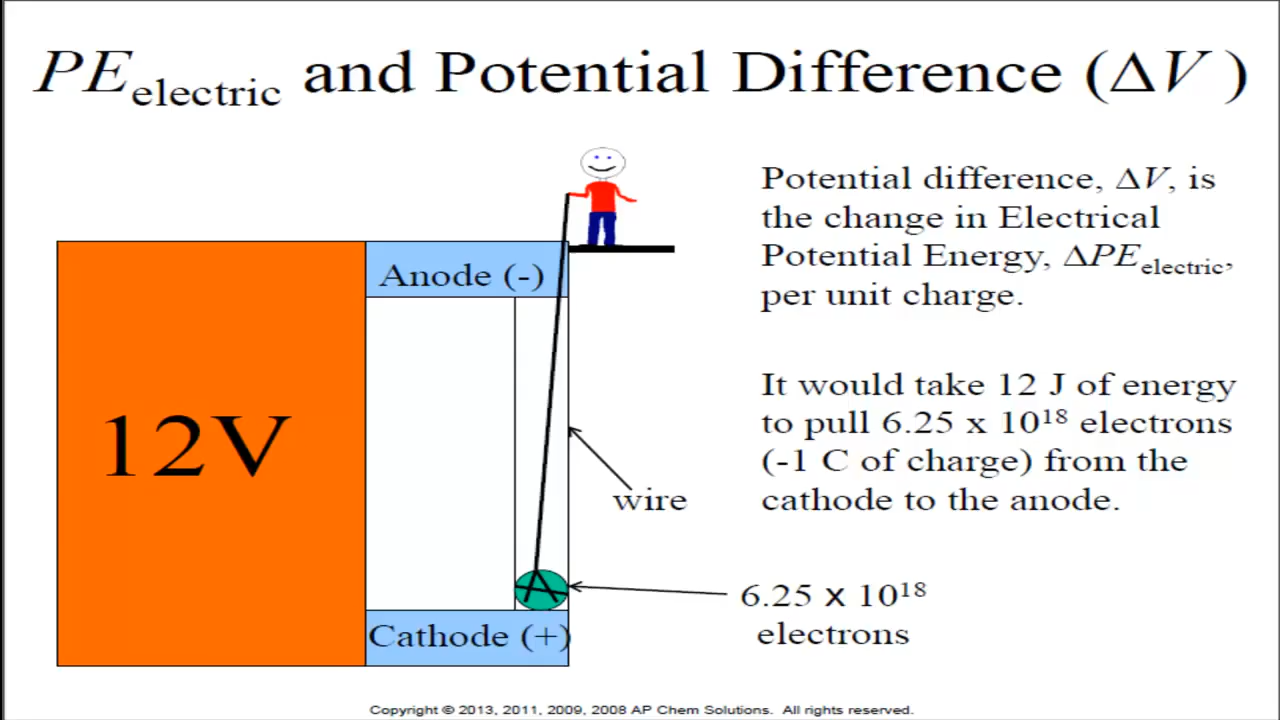 PEelectric and Potential Difference (ΔV )
Potential difference, ΔV, is
the change in Electrical
Potential Energy, ΔPEelectric,
per unit charge.
Anode (-)
12V
It would take 12 J of energy
to pull 6.25 x 10¹⁸ electrons
(-1 C of charge) from the
cathode to the anode.
wire
6.25 x 10¹⁸
electrons
Cathode (+)
Copyright © 2013, 2011, 2009, 2008 AP Chem Solutions. All rights reserved.